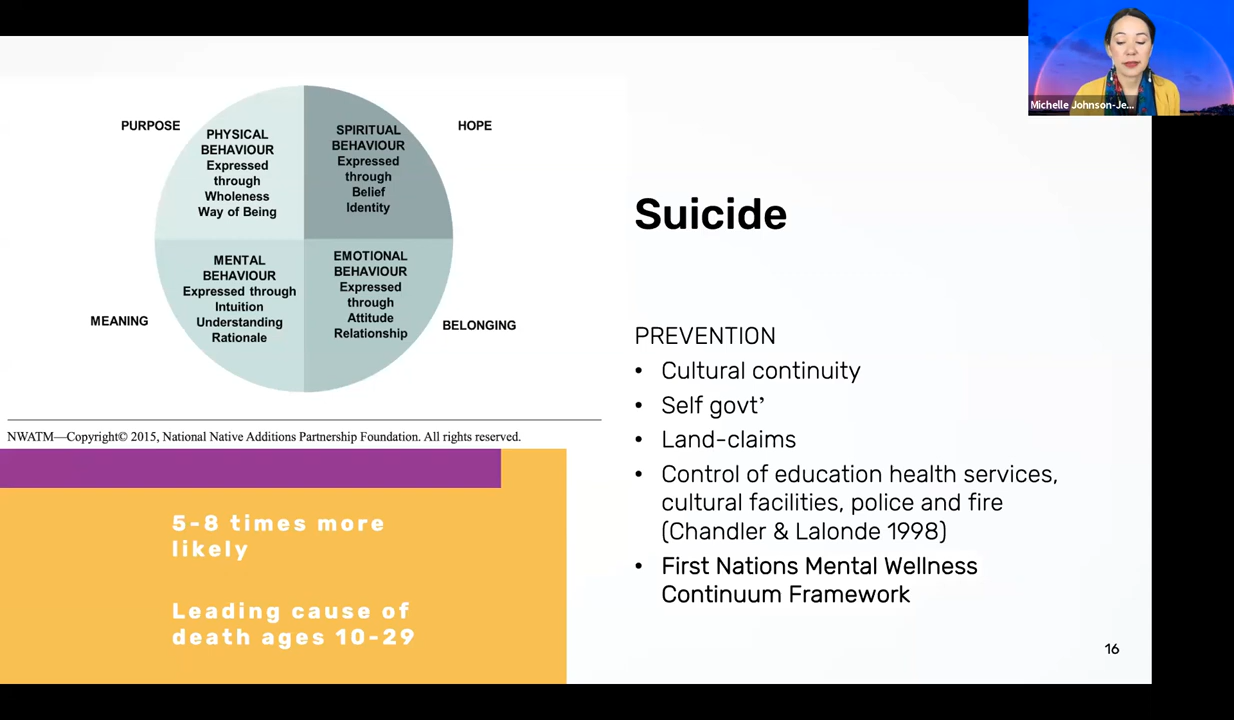 Michelle Johnson-Je...
PURPOSE
HOPE
PHYSICAL
BEHAVIOUR
Expressed
through
Wholeness
Way of Being
SPIRITUAL
BEHAVIOUR
Expressed
through
Belief
Identity
MENTAL
BEHAVIOUR
Expressed through
Intuition
Understanding
Rationale
EMOTIONAL
BEHAVIOUR
Expressed
through
Attitude
Relationship
MEANING
BELONGING
NWATM—Copyright© 2015, National Native Additions Partnership Foundation. All rights reserved.
5-8 times more
likely
Leading cause of
death ages 10-29
Suicide
PREVENTION
• Cultural continuity
• Self govt’
• Land-claims
• Control of education health services,
cultural facilities, police and fire
(Chandler & Lalonde 1998)
• First Nations Mental Wellness
Continuum Framework
16